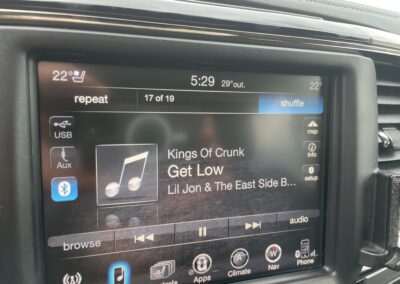 22° 5:29 29°out. 22°
repeat 17 of 19 shuffle
USB
map
Aux
info
setup
Kings Of Crunk
Get Low
Lil Jon & The East Side B...
browse
audio
Apps
Climate
Nav
Phone